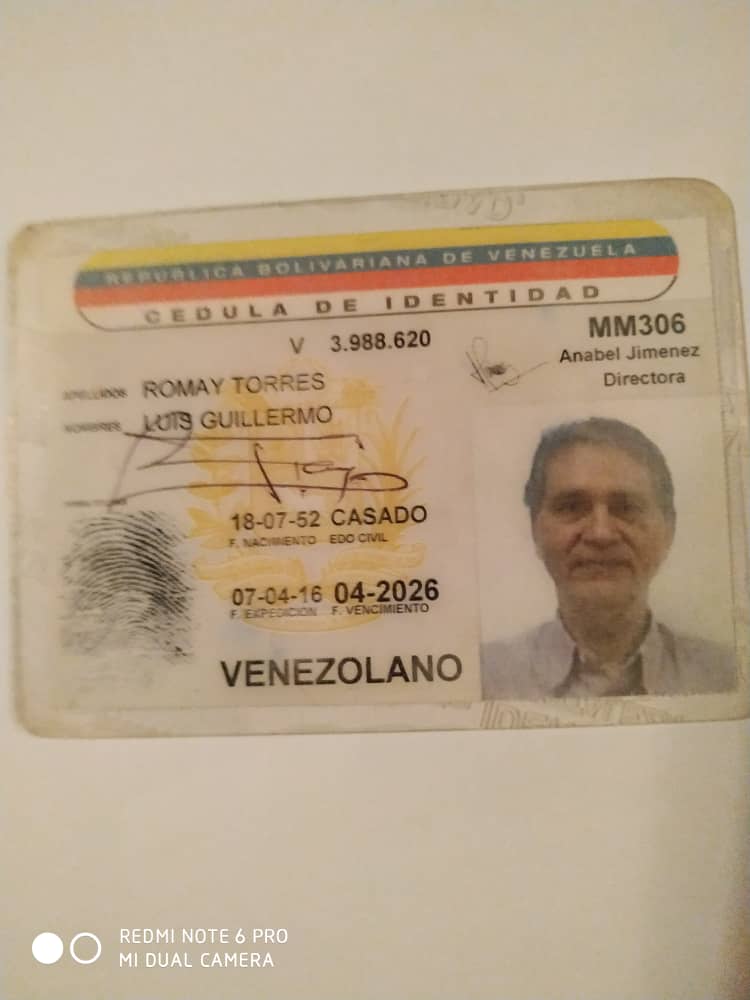 REPUBLICA BOLIVARIANA DE VENEZUELA
CEDULA DE IDENTIDAD
V 3.988.620
MM306
Anabel Jimenez
Directora
APELLIDOS ROMAY TORRES
NOMBRES LUIS GUILLERMO
18-07-52 CASADO
F. NACIMIENTO EDO CIVIL
07-04-16 04-2026
F. EXPEDICION F. VENCIMIENTO
VENEZOLANO
REDMI NOTE 6 PRO
MI DUAL CAMERA